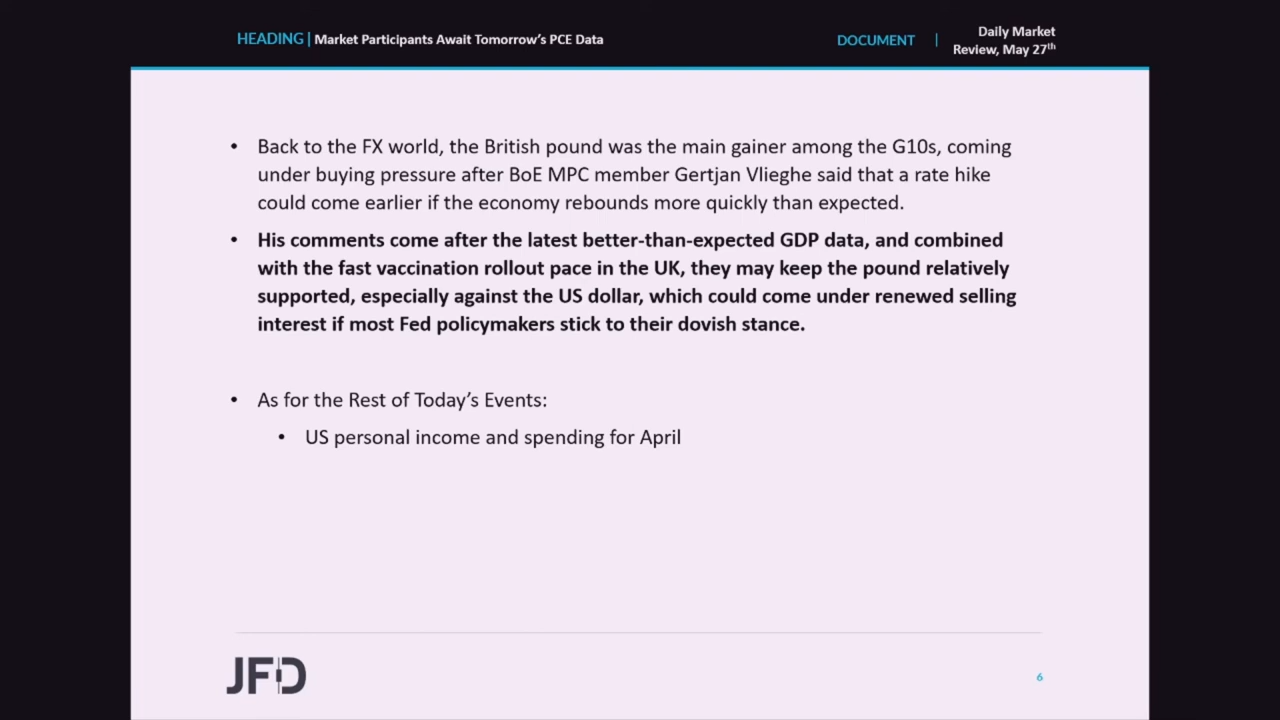 HEADING | Market Participants Await Tomorrow’s PCE Data
DOCUMENT | Daily Market
Review, May 27th
• Back to the FX world, the British pound was the main gainer among the G10s, coming
under buying pressure after BoE MPC member Gertjan Vlieghe said that a rate hike
could come earlier if the economy rebounds more quickly than expected.
• His comments come after the latest better-than-expected GDP data, and combined
with the fast vaccination rollout pace in the UK, they may keep the pound relatively
supported, especially against the US dollar, which could come under renewed selling
interest if most Fed policymakers stick to their dovish stance.
• As for the Rest of Today’s Events:
• US personal income and spending for April
JFD
6